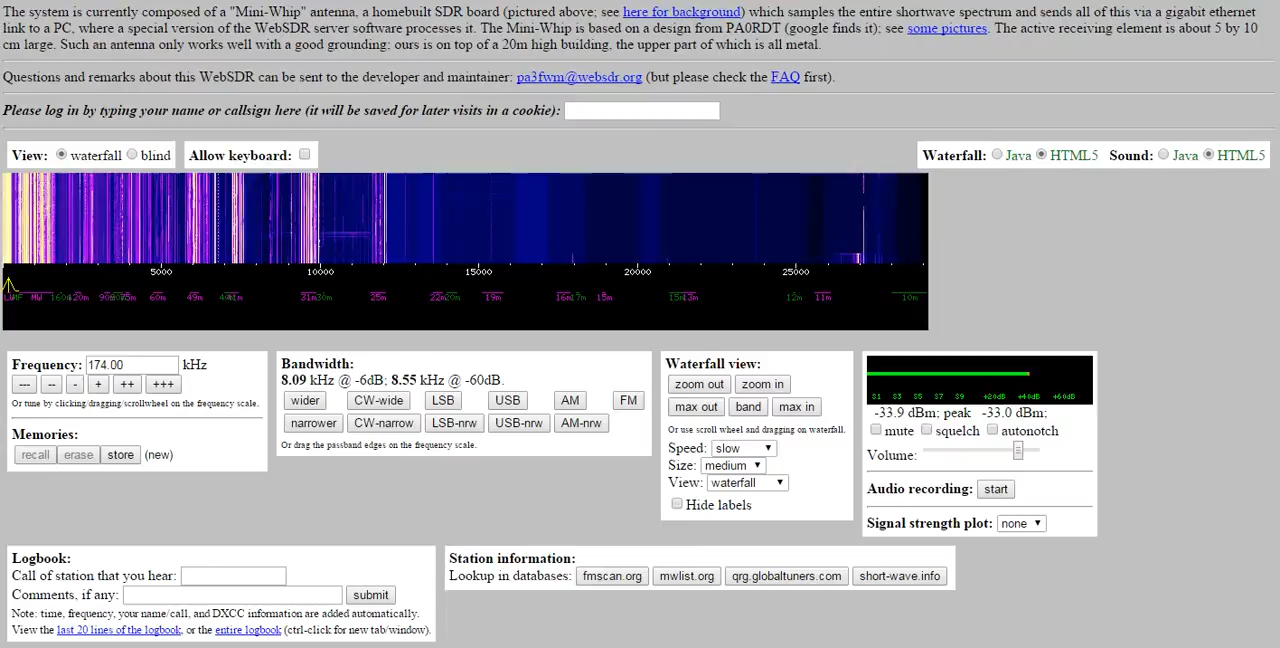 The system is currently composed of a "Mini-Whip" antenna, a homebuilt SDR board (pictured above; see here for background) which samples the entire shortwave spectrum and sends all of this via a gigabit ethernet
link to a PC, where a special version of the WebSDR server software processes it. The Mini-Whip is based on a design from PA0RDT (google finds it); see some pictures. The active receiving element is about 5 by 10
cm large. Such an antenna only works well with a good grounding; ours is on top of a 20m high building, the upper part of which is all metal.
Questions and remarks about this WebSDR can be sent to the developer and maintainer: pa3fwm@websdr.org (but please check the FAQ first).
Please log in by typing your name or callsign here (it will be saved for later visits in a cookie):
View: waterfall blind Allow keyboard: Waterfall: Java HTML5 Sound: Java HTML5
5000 10000 15000 20000 25000
MW 60m 49m 31m 30m 25m 22m 19m 16m 17m 15m 13m 12m 11m 10m
Frequency: 174.00 kHz
--- -- - + ++ +++
Or tune by clicking/dragging/scrollwheel on the frequency scale.
Memories:
recall erase store (new)
Bandwidth:
8.09 kHz @ -6dB; 8.55 kHz @ -60dB.
wider CW-wide LSB USB AM FM
narrower CW-narrow LSB-nrw USB-nrw AM-nrw
Or drag the passband edges on the frequency scale.
Waterfall view:
zoom out zoom in
max out band max in
Or use scroll wheel and dragging on waterfall.
Speed: slow
Size: medium
View: waterfall
Hide labels
S1 S3 S5 S7 S9 +20dB +40dB +60dB
-33.9 dBm; peak -33.0 dBm;
mute squelch autonotch
Volume:
Audio recording: start
Signal strength plot: none
Logbook:
Call of station that you hear:
Comments, if any: submit
Note: time, frequency, your name/call, and DXCC information are added automatically.
View the last 20 lines of the logbook, or the entire logbook (ctrl-click for new tab/window).
Station information:
Lookup in databases: fmscan.org mwlist.org qrg.globaltuners.com short-wave.info